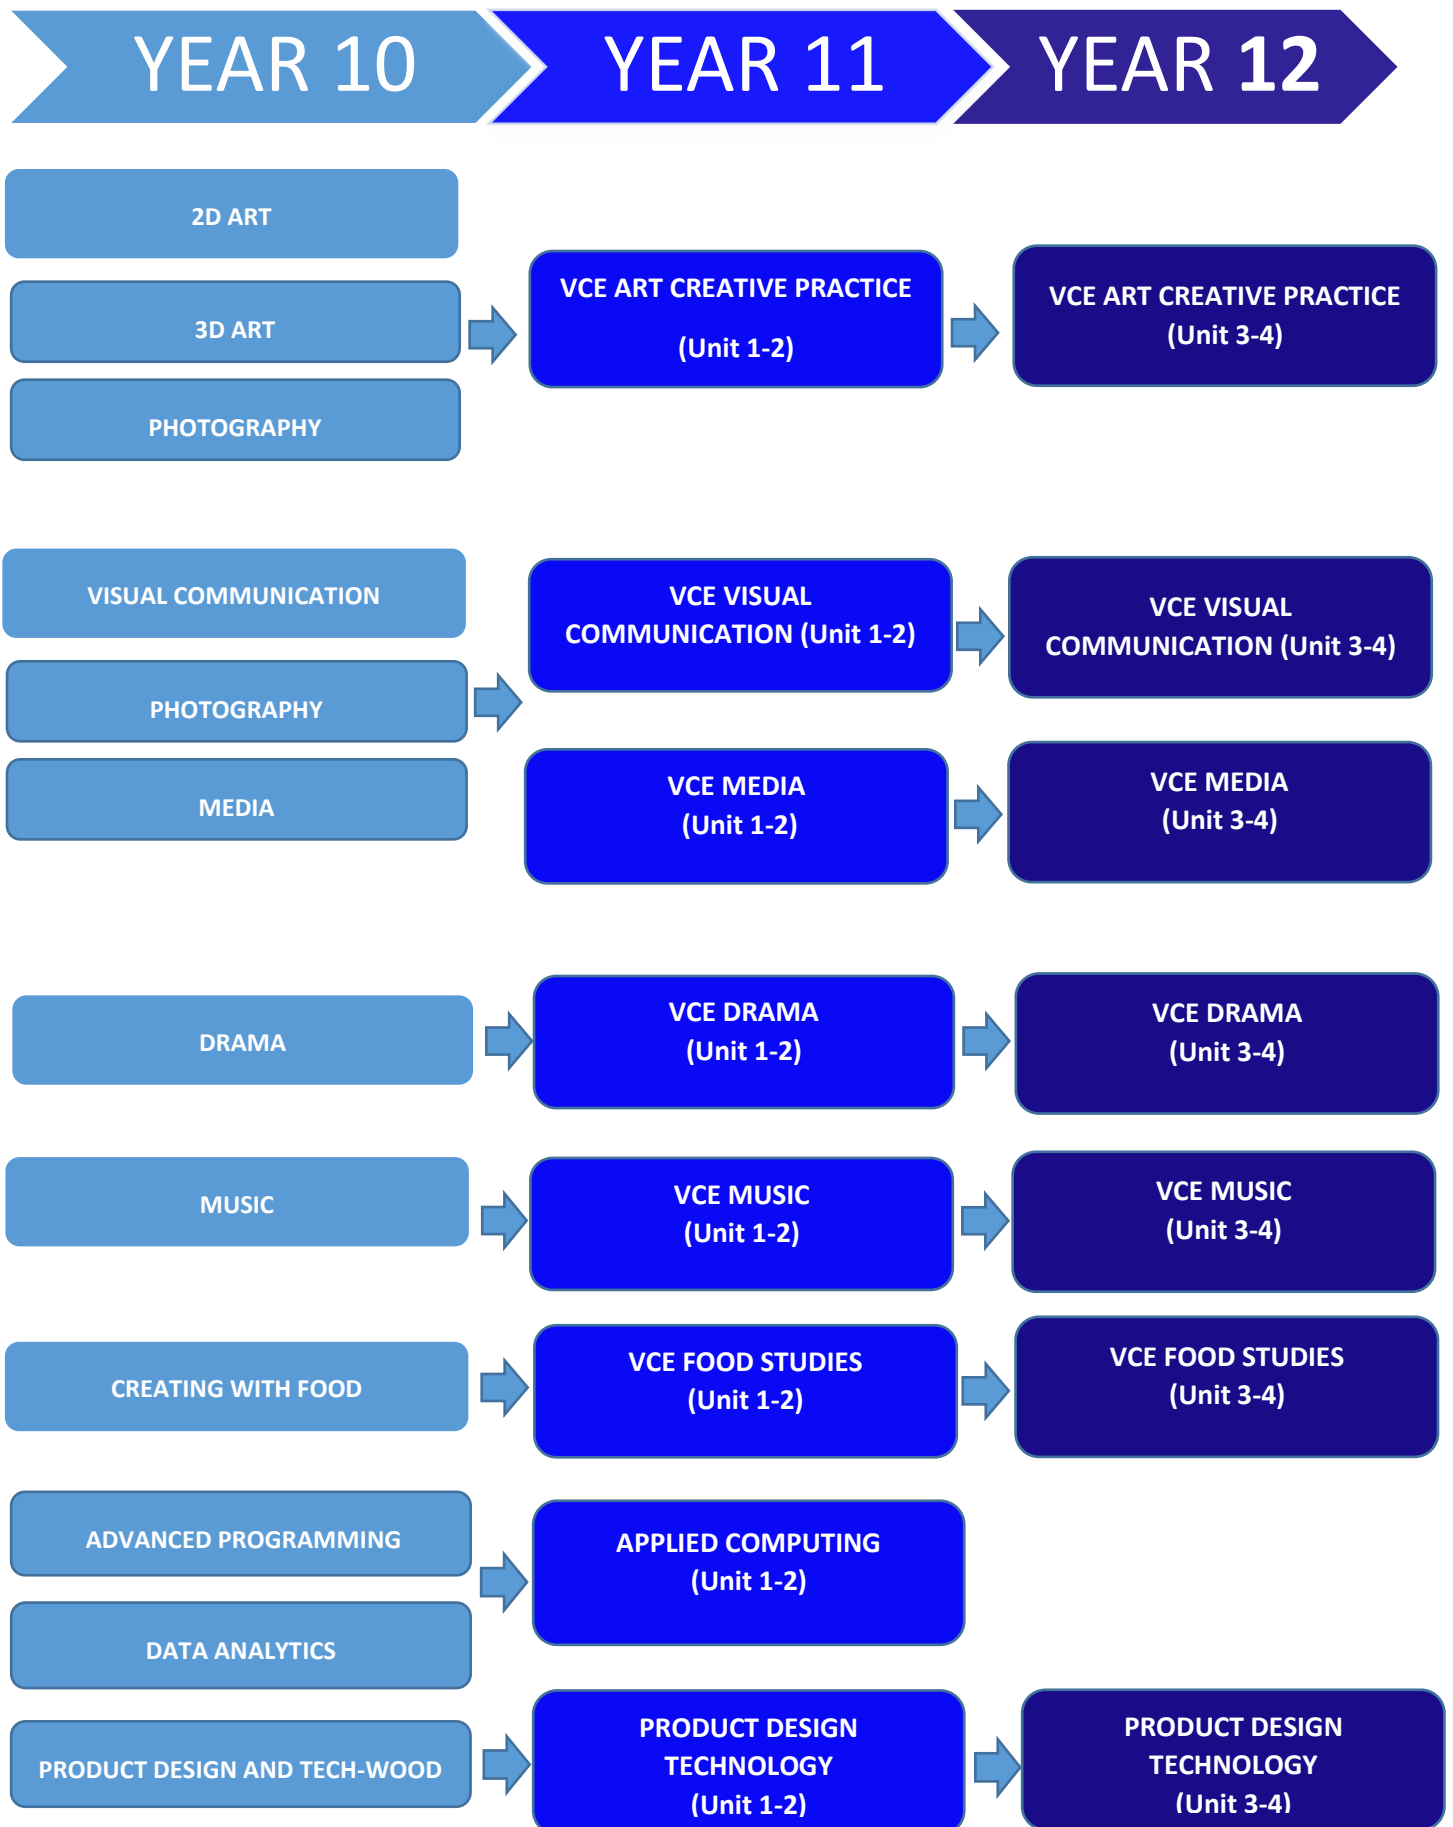 YEAR 10
YEAR 11
YEAR 12
2D ART
3D ART
PHOTOGRAPHY
VCE ART CREATIVE PRACTICE
(Unit 1-2)
VCE ART CREATIVE PRACTICE
(Unit 3-4)
VISUAL COMMUNICATION
PHOTOGRAPHY
MEDIA
VCE VISUAL
COMMUNICATION (Unit 1-2)
VCE VISUAL
COMMUNICATION (Unit 3-4)
VCE MEDIA
(Unit 1-2)
VCE MEDIA
(Unit 3-4)
DRAMA
VCE DRAMA
(Unit 1-2)
VCE DRAMA
(Unit 3-4)
MUSIC
VCE MUSIC
(Unit 1-2)
VCE MUSIC
(Unit 3-4)
CREATING WITH FOOD
VCE FOOD STUDIES
(Unit 1-2)
VCE FOOD STUDIES
(Unit 3-4)
ADVANCED PROGRAMMING
DATA ANALYTICS
APPLIED COMPUTING
(Unit 1-2)
PRODUCT DESIGN AND TECH-WOOD
PRODUCT DESIGN
TECHNOLOGY
(Unit 1-2)
PRODUCT DESIGN
TECHNOLOGY
(Unit 3-4)